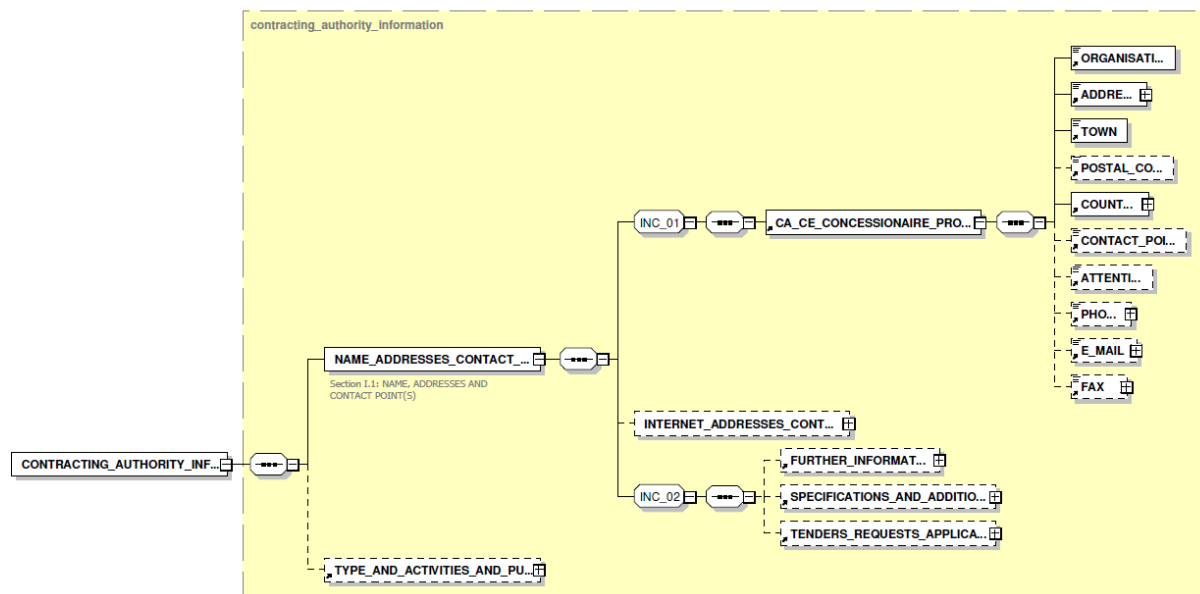 contracting_authority_information
ORGANISATI...
ADDRE...
TOWN
POSTAL_CO...
INC_01
CA_CE_CONCESSIONAIRE_PRO...
COUNT...
CONTACT_POI...
ATTENTI...
PHO...
E_MAIL
NAME_ADDRESSES_CONTACT_...
Section I.1: NAME, ADDRESSES AND
CONTACT POINT(S)
FAX
INTERNET_ADDRESSES_CONT...
CONTRACTING_AUTHORITY_INF...
FURTHER_INFORMAT...
INC_02
SPECIFICATIONS_AND_ADDITIO...
TENDERS_REQUESTS_APPLICA...
TYPE_AND_ACTIVITIES_AND_PU...